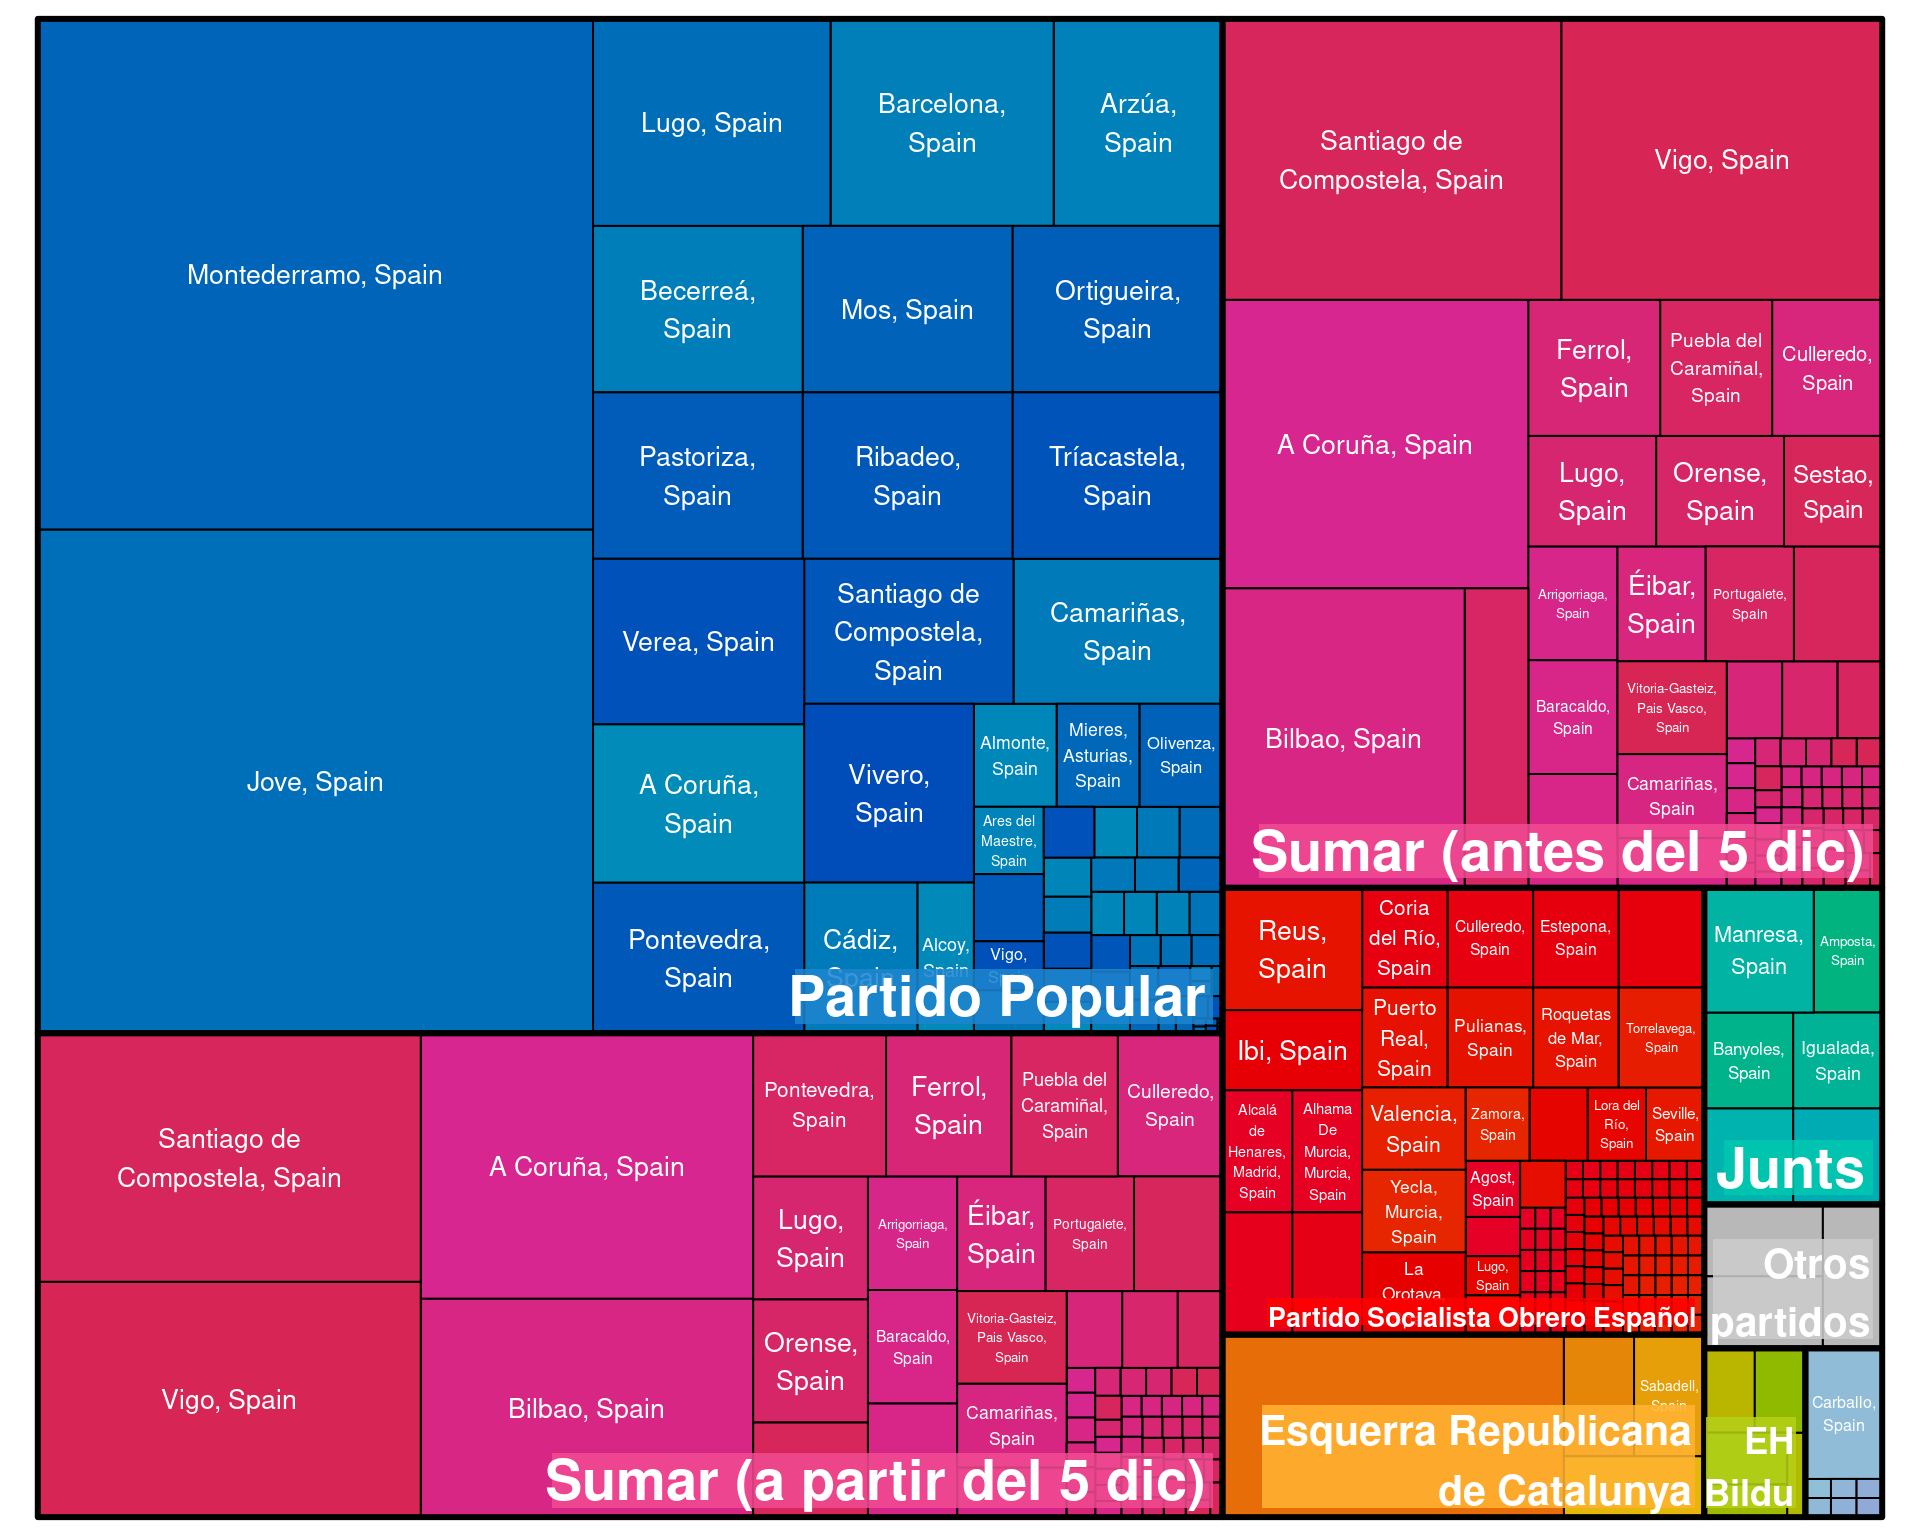 Montederramo, Spain
Jove, Spain
Lugo, Spain
Barcelona,
Spain
Arzúa,
Spain
Becerreá,
Spain
Mos, Spain
Ortigueira,
Spain
Pastoriza,
Spain
Ribadeo,
Spain
Tríacastela,
Spain
Verea, Spain
Santiago de
Compostela,
Spain
Camariñas,
Spain
A Coruña,
Spain
Vivero,
Spain
Almonte,
Spain
Mieres,
Asturias,
Spain
Olivenza,
Spain
Ares del
Maestre,
Spain
Pontevedra,
Spain
Cádiz,
Spain
Alcoy,
Spain
Vigo,
Partido Popular
Santiago de
Compostela, Spain
Vigo, Spain
A Coruña, Spain
Ferrol,
Spain
Puebla del
Caramiñal,
Spain
Culleredo,
Spain
Lugo,
Spain
Orense,
Spain
Sestao,
Spain
Arrigorriaga,
Spain
Éibar,
Spain
Portugalete,
Spain
Bilbao, Spain
Baracaldo,
Spain
Vitoria-Gasteiz,
Pais Vasco,
Spain
Camariñas,
Spain
Sumar (antes del 5 dic)
Santiago de
Compostela, Spain
Vigo, Spain
A Coruña, Spain
Bilbao, Spain
Pontevedra,
Spain
Ferrol,
Spain
Puebla del
Caramiñal,
Spain
Culleredo,
Spain
Lugo,
Spain
Arrigorriaga,
Spain
Éibar,
Spain
Portugalete,
Spain
Orense,
Spain
Baracaldo,
Spain
Vitoria-Gasteiz,
Pais Vasco,
Spain
Camariñas,
Spain
Sumar (a partir del 5 dic)
Reus,
Spain
Coria
del Río,
Spain
Culleredo,
Spain
Estepona,
Spain
Ibi, Spain
Puerto
Real,
Spain
Pulianas,
Spain
Roquetas
de Mar,
Spain
Torrelavega,
Spain
Alcalá
de
Henares,
Madrid,
Spain
Alhama
De
Murcia,
Murcia,
Spain
Valencia,
Spain
Zamora,
Spain
Lora del
Río,
Spain
Seville,
Spain
Yecla,
Murcia,
Spain
Agost,
Spain
Lugo,
Spain
La
Orotava,
Partido Socialista Obrero Español
Manresa,
Spain
Amposta,
Spain
Banyoles,
Spain
Igualada,
Spain
Junts
Otros
partidos
Sabadell,
Spain
Esquerra Republicana
de Catalunya
EH
Bildu
Carballo,
Spain